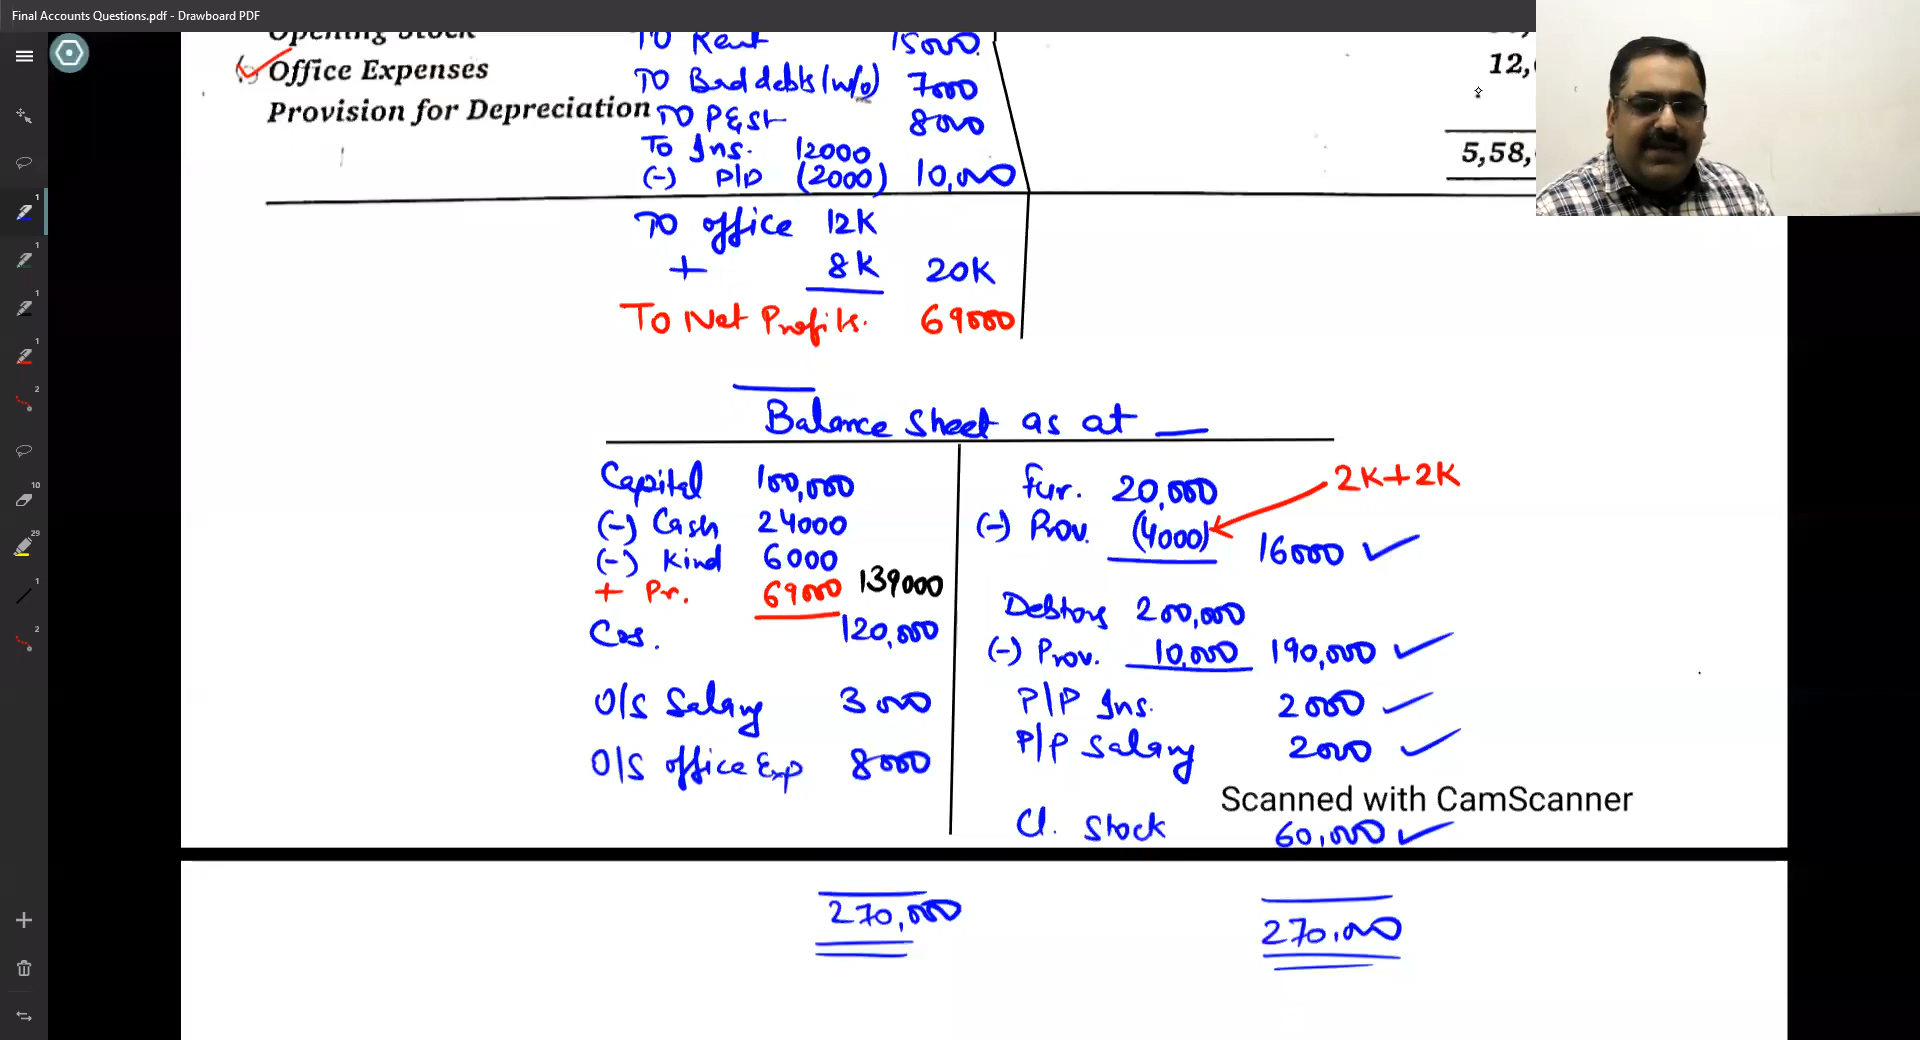 Final Accounts Questions.pdf - Drawboard PDF
Opening Stock
To Rent 15000
Office Expenses
To Bad debts (w/o) 7000
12,
Provision for Depreciation
To P&St 8000
To Ins. 12000
5,58,
(-) P/P (2000) 10,000
To office 12K
+ 8K 20K
To Net Profits. 69000
Balance Sheet as at
Capital 100,000
(-) Cash 24000
(-) Kind 6000
+ Pr. 69000 139000
Crs. 120,000
O/S Salary 3000
O/S office Exp 8000
270,000
Fur. 20,000
2K+2K
(-) Prov. (4000) 16000
Debtors 200,000
(-) Prov. 10,000 190,000
P/P Ins. 2000
P/P Salary 2000
Scanned with CamScanner
Cl. Stock 60,000
270,000